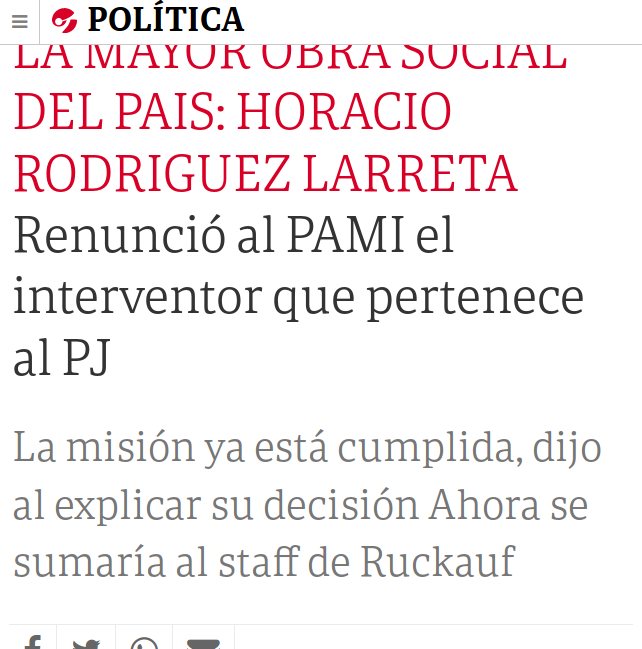 POLÍTICA
LA MAYOR OBRA SOCIAL
DEL PAIS: HORACIO
RODRIGUEZ LARRETA
Renunció al PAMI el
interventor que pertenece
al PJ
La misión ya está cumplida, dijo
al explicar su decisión Ahora se
sumaría al staff de Ruckauf